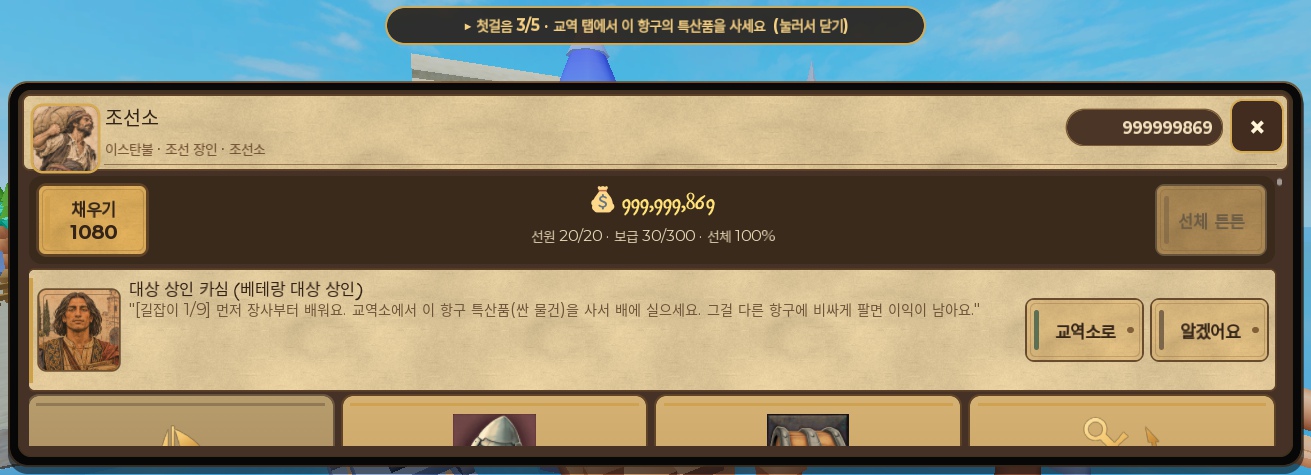 ▸ 첫걸음 3/5 · 교역 탭에서 이 항구의 특산품을 사세요 (눌러서 닫기)
조선소
이스탄불 · 조선 장인 · 조선소
999999869
×
채우기
1080
999,999,869
선원 20/20 · 보급 30/300 · 선체 100%
선체 튼튼
대상 상인 카심 (베테랑 대상 상인)
"[길잡이 1/9] 먼저 장사부터 배워요. 교역소에서 이 항구 특산품(싼 물건)을 사서 배에 실으세요. 그걸 다른 항구에 비싸게 팔면 이익이 남아요."
교역소로
알겠어요